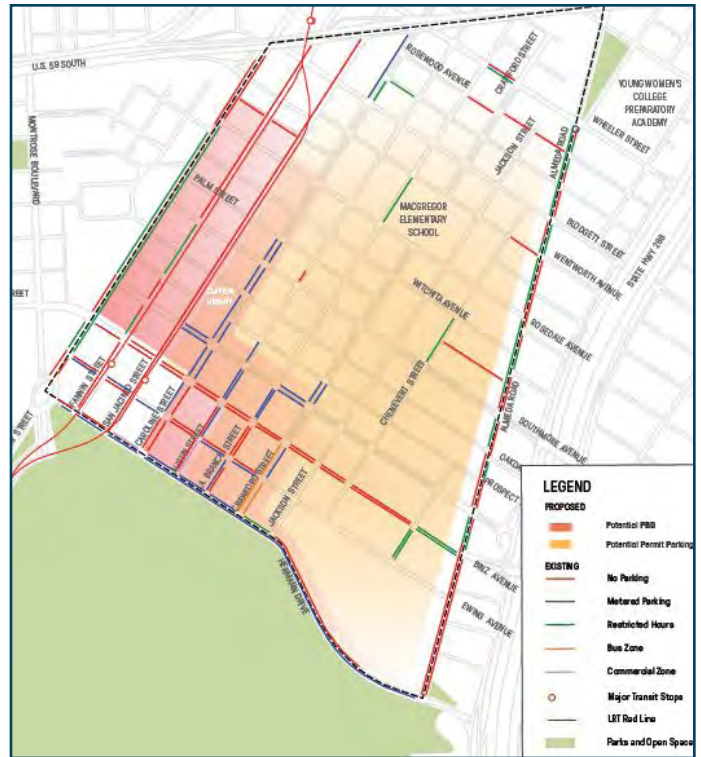 U.S. 59 SOUTH
MONTROSE BOULEVARD
ROSEWOOD AVENUE
CRAWFORD STREET
YOUNG WOMEN'S
COLLEGE
PREPARATORY
ACADEMY
WHEELER STREET
ALMEDA ROAD
JACKSON STREET
PALM STREET
MACGREGOR
ELEMENTARY
SCHOOL
BLODGETT STREET
STATE HWY 288
WENTWORTH AVENUE
WITCHITA AVENUE
ROSEDALE AVENUE
REET
CHENEVERT STREET
ALMEDA ROAD
FANNIN STREET
SAN JACINTO STREET
CAROLINE STREET
SOUTHMORE AVENUE
LA BRANCH STREET
STREET
JACKSON STREET
PROSPECT
HERMANN DRIVE
BINZ AVENUE
EWING AVENUE
LEGEND
PROPOSED
Potential PBD
Potential Permit Parking
EXISTING
No Parking
Metered Parking
Restricted Hours
Bus Zone
Commercial Zone
Major Transit Stops
LRT Red Line
Parks and Open Space